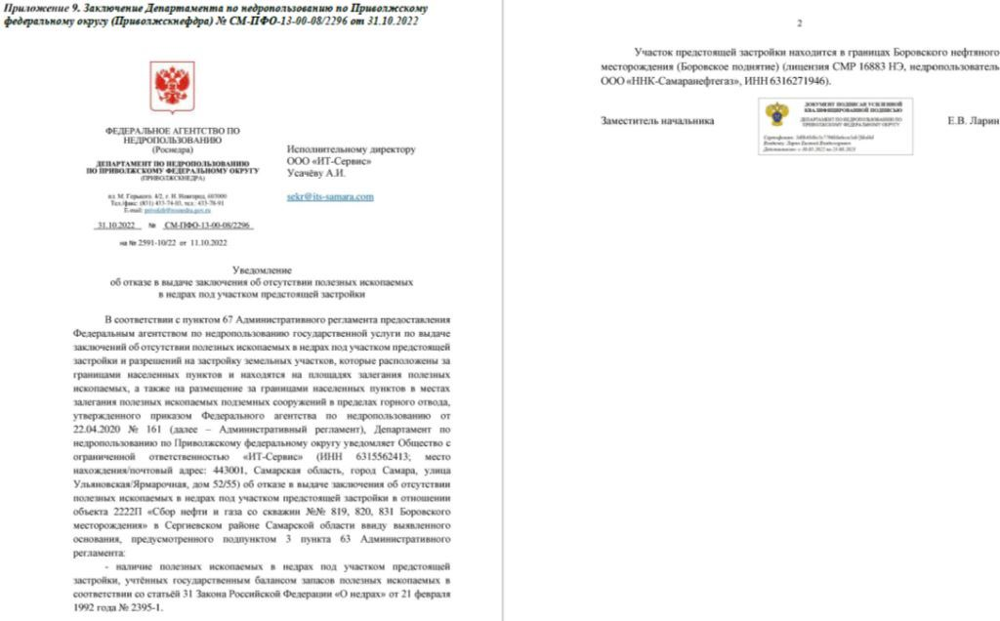 Приложение 9. Заключение Департамента по недропользованию по Приволжскому
федеральному округу (Приволжскнефдра) № СМ-ПФО-13-00-08/2296 от 31.10.2022
ФЕДЕРАЛЬНОЕ АГЕНТСТВО ПО
НЕДРОПОЛЬЗОВАНИЮ
(Роснедра)
ДЕПАРТАМЕНТ ПО НЕДРОПОЛЬЗОВАНИЮ
ПО ПРИВОЛЖСКОМУ ФЕДЕРАЛЬНОМУ ОКРУГУ
(ПРИВОЛЖСКНЕДРА)
пл. М. Горького, 4/2, г. Н. Новгород, 603000
Тел./факс: (831) 433-74-03, тел.: 433-78-91
E-mail: privolzh@rosnedra.gov.ru
31.10.2022 № СМ-ПФО-13-00-08/2296
на № 2591-10/22 от 11.10.2022
Исполнительному директору
ООО «ИТ-Сервис»
Усачёву А.И.
sekr@its-samara.com
Уведомление
об отказе в выдаче заключения об отсутствии полезных ископаемых
в недрах под участком предстоящей застройки
В соответствии с пунктом 67 Административного регламента предоставления
Федеральным агентством по недропользованию государственной услуги по выдаче
заключений об отсутствии полезных ископаемых в недрах под участком предстоящей
застройки и разрешений на застройку земельных участков, которые расположены за
границами населенных пунктов и находятся на площадях залегания полезных
ископаемых, а также на размещение за границами населенных пунктов в местах
залегания полезных ископаемых подземных сооружений в пределах горного отвода,
утвержденного приказом Федерального агентства по недропользованию от
22.04.2020 № 161 (далее – Административный регламент), Департамент по
недропользованию по Приволжскому федеральному округу уведомляет Общество с
ограниченной ответственностью «ИТ-Сервис» (ИНН 6315562413; место
нахождения/почтовый адрес: 443001, Самарская область, город Самара, улица
Ульяновская/Ярмарочная, дом 52/55) об отказе в выдаче заключения об отсутствии
полезных ископаемых в недрах под участком предстоящей застройки в отношении
объекта 2222П «Сбор нефти и газа со скважин №№ 819, 820, 831 Боровского
месторождения» в Сергиевском районе Самарской области ввиду выявленного
основания, предусмотренного подпунктом 3 пункта 63 Административного
регламента:
- наличие полезных ископаемых в недрах под участком предстоящей
застройки, учтённых государственным балансом запасов полезных ископаемых в
соответствии со статьёй 31 Закона Российской Федерации «О недрах» от 21 февраля
1992 года № 2395-1.
2
Участок предстоящей застройки находится в границах Боровского нефтяного
месторождения (Боровское поднятие) (лицензия СМР 16883 НЭ, недропользователь
ООО «ННК-Самаранефтегаз», ИНН 6316271946).
Заместитель начальника
ДОКУМЕНТ ПОДПИСАН УСИЛЕННОЙ
КВАЛИФИЦИРОВАННОЙ ПОДПИСЬЮ
ДЕПАРТАМЕНТ ПО НЕДРОПОЛЬЗОВАНИЮ ПО
ПРИВОЛЖСКОМУ ФЕДЕРАЛЬНОМУ ОКРУГУ
Сертификат:
Владелец: Ларин Евгений Владимирович
Действителен: с
Е.В. Ларин